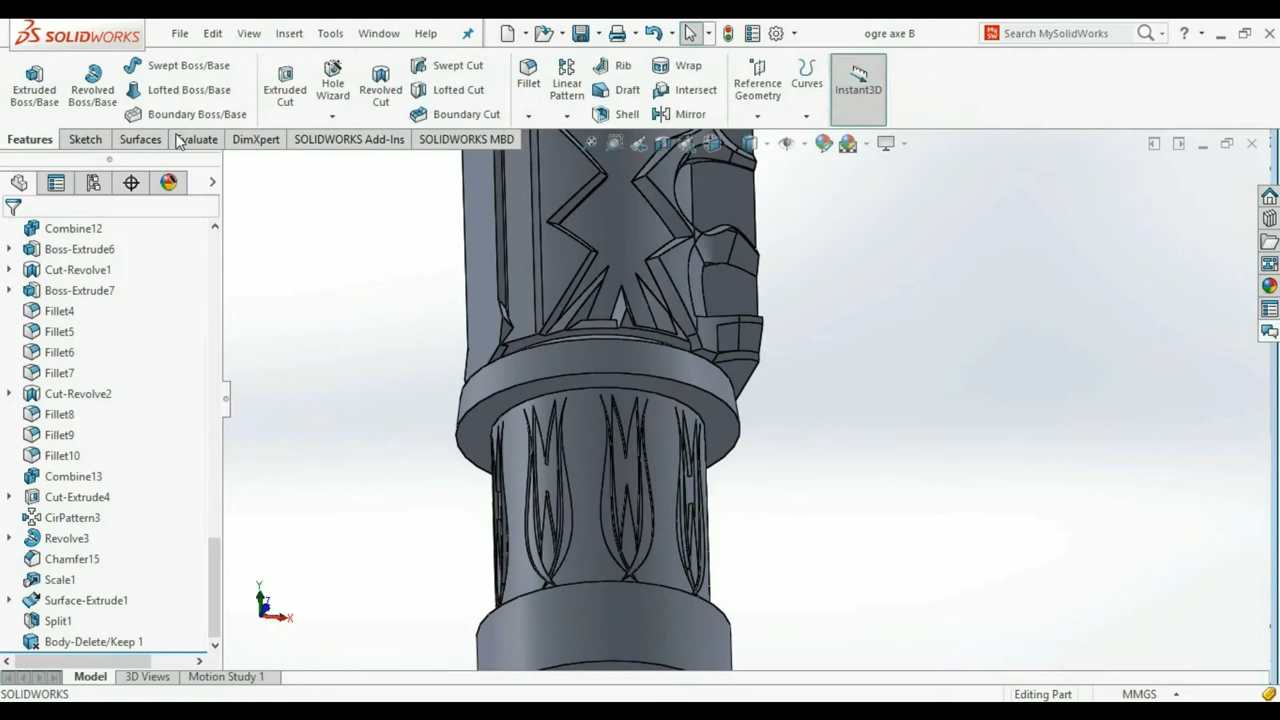 SOLIDWORKS File Edit View Insert Tools Window Help ogre axe B Search MySolidWorks ?
Extruded Boss/Base
Revolved Boss/Base
Swept Boss/Base
Lofted Boss/Base
Boundary Boss/Base
Extruded Cut
Hole Wizard
Revolved Cut
Swept Cut
Lofted Cut
Boundary Cut
Fillet
Linear Pattern
Rib
Draft
Shell
Wrap
Intersect
Mirror
Reference Geometry
Curves
Instant3D
Features Sketch Surfaces Evaluate DimXpert SOLIDWORKS Add-Ins SOLIDWORKS MBD
Combine12
Boss-Extrude6
Cut-Revolve1
Boss-Extrude7
Fillet4
Fillet5
Fillet6
Fillet7
Cut-Revolve2
Fillet8
Fillet9
Fillet10
Combine13
Cut-Extrude4
CirPattern3
Revolve3
Chamfer15
Scale1
Surface-Extrude1
Split1
Body-Delete/Keep 1
Y
Z
X
Model 3D Views Motion Study 1
SOLIDWORKS Editing Part MMGS